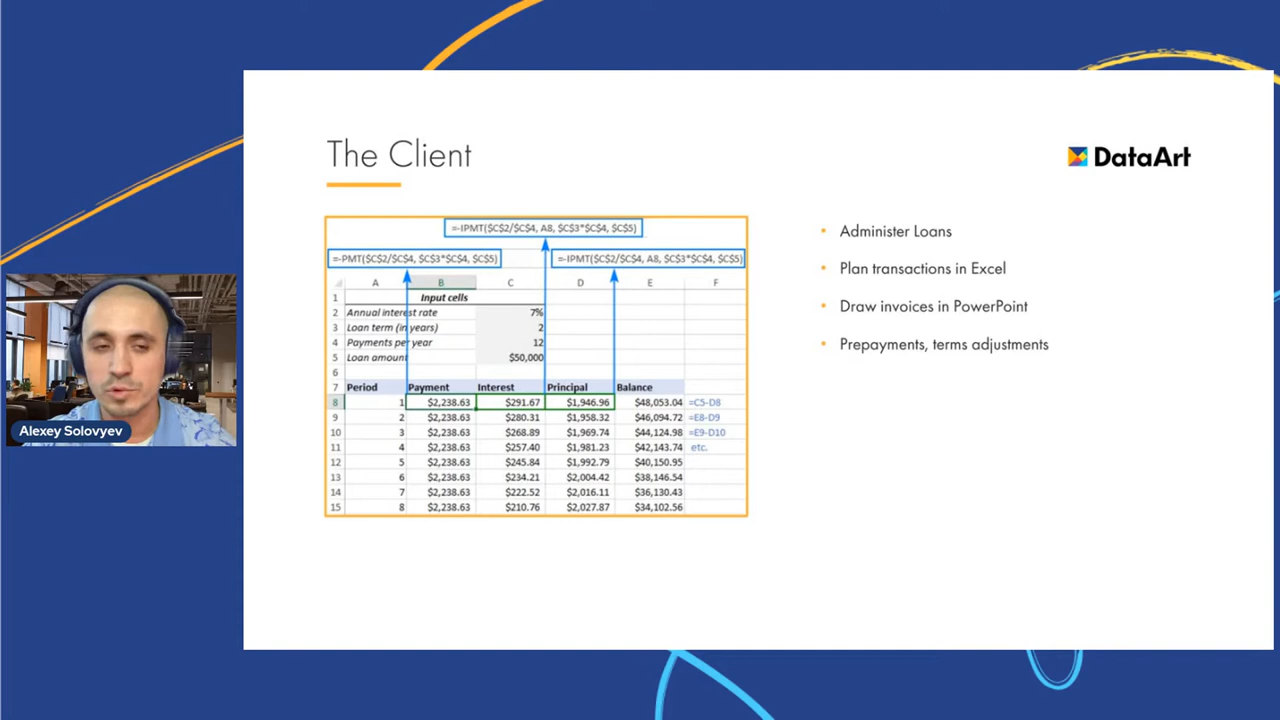 The Client
DataArt
=-IPMT($C$2/$C$4, A8, $C$3*$C$4, $C$5)
=-PMT($C$2/$C$4, $C$3*$C$4, $C$5)
=-IPMT($C$2/$C$4, A8, $C$3*$C$4, $C$5)
A B C D E F
1 Input cells
2 Annual interest rate 7%
3 Loan term (in years) 2
4 Payments per year 12
5 Loan amount $50,000
6
7 Period Payment Interest Principal Balance
8 1 $2,238.63 $291.67 $1,946.96 $48,053.04 =C5-D8
9 2 $2,238.63 $280.31 $1,958.32 $46,094.72 =E8-D9
10 3 $2,238.63 $268.89 $1,969.74 $44,124.98 =E9-D10
11 4 $2,238.63 $257.40 $1,981.23 $42,143.74 etc.
12 5 $2,238.63 $245.84 $1,992.79 $40,150.95
13 6 $2,238.63 $234.21 $2,004.42 $38,146.54
14 7 $2,238.63 $222.52 $2,016.11 $36,130.43
15 8 $2,238.63 $210.76 $2,027.87 $34,102.56
• Administer Loans
• Plan transactions in Excel
• Draw invoices in PowerPoint
• Prepayments, terms adjustments
Alexey Solovyev